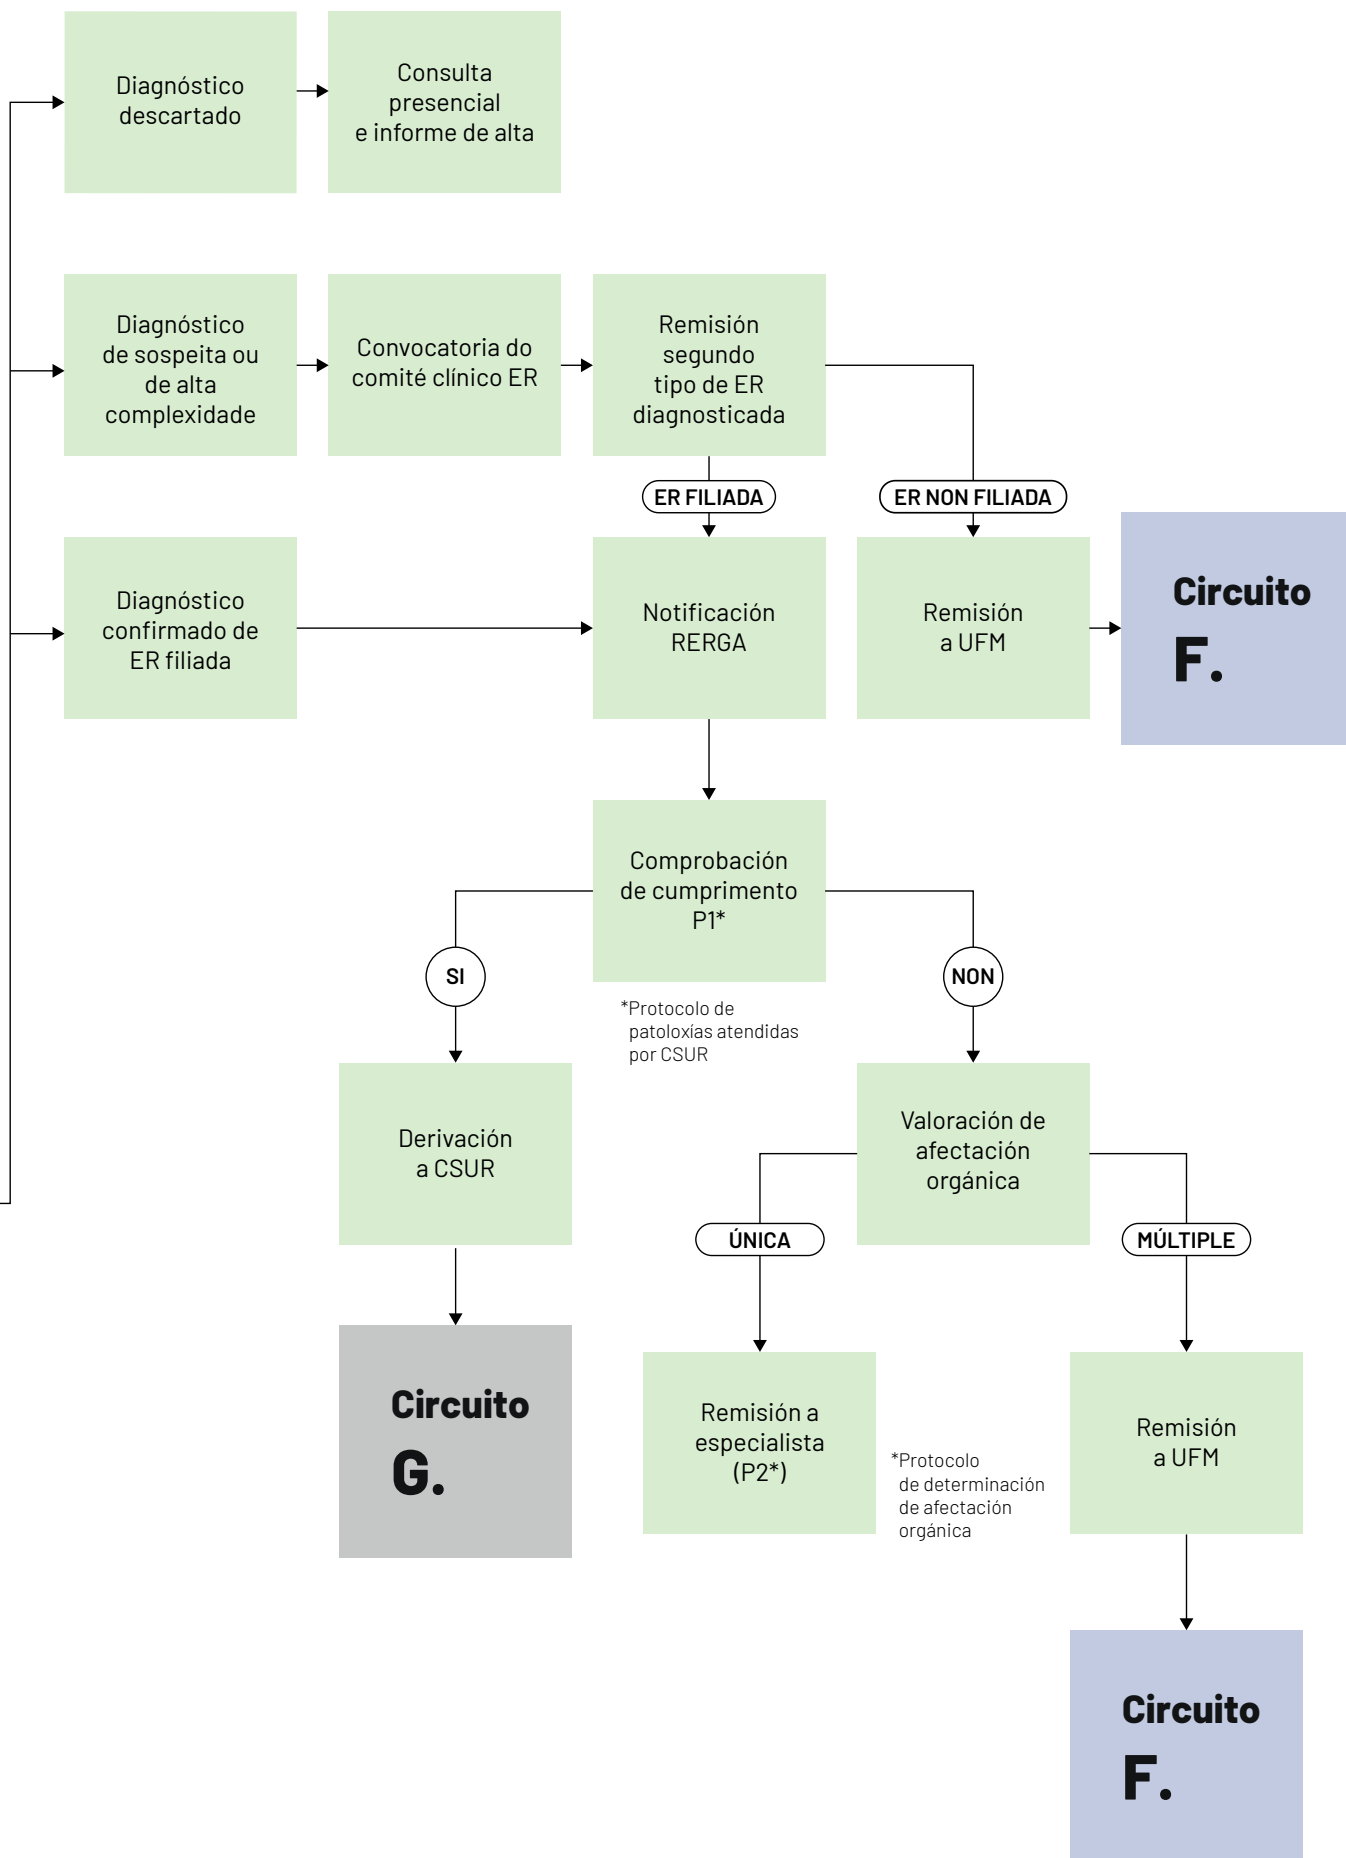 Diagnóstico
descartado
Consulta
presencial
e informe de alta
Diagnóstico
de sospeita ou
de alta
complexidade
Convocatoria do
comité clínico ER
Remisión
segundo
tipo de ER
diagnosticada
ER FILIADA
ER NON FILIADA
Diagnóstico
confirmado de
ER filiada
Notificación
RERGA
Remisión
a UFM
Circuito
F.
Comprobación
de cumprimento
P1*
SI
NON
*Protocolo de
patoloxías atendidas
por CSUR
Derivación
a CSUR
Valoración de
afectación
orgánica
ÚNICA
MÚLTIPLE
Circuito
G.
Remisión a
especialista
(P2*)
*Protocolo
de determinación
de afectación
orgánica
Remisión
a UFM
Circuito
F.